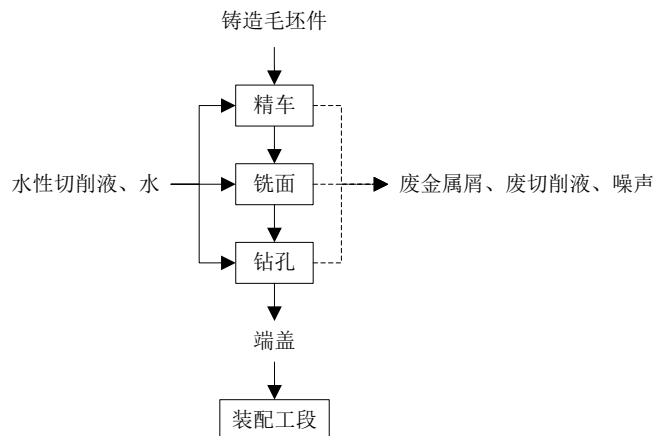 铸造毛坯件
精车
水性切削液、水
铣面
废金属屑、废切削液、噪声
钻孔
端盖
装配工段